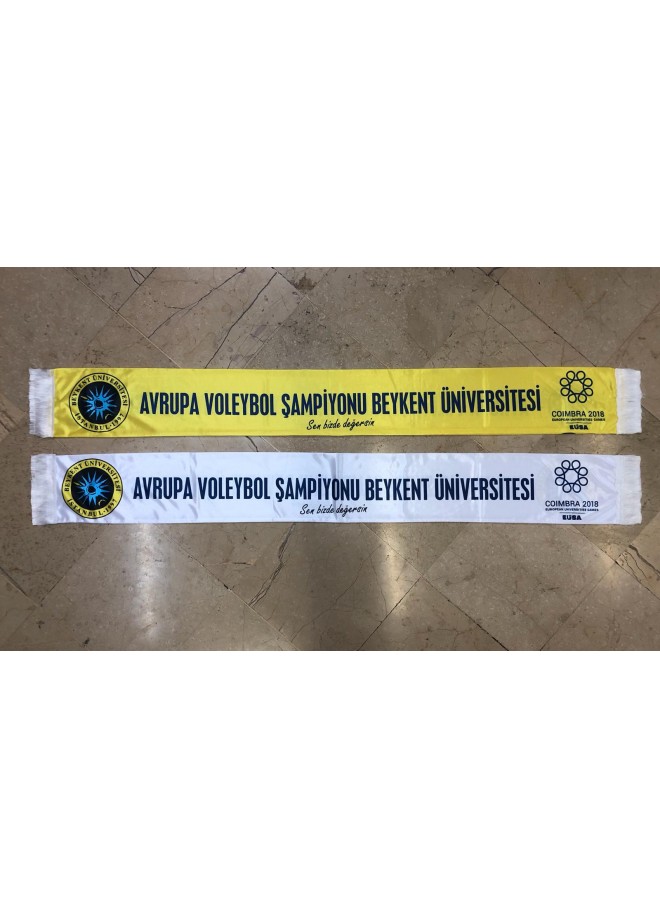 BEYKENT ÜNİVERSİTESİ
İSTANBUL-1997
AVRUPA VOLEYBOL ŞAMPİYONU BEYKENT ÜNİVERSİTESİ
Sen bizde değersin
COIMBRA 2018
EUROPEAN UNIVERSITIES GAMES
EUSA
BEYKENT ÜNİVERSİTESİ
İSTANBUL-1997
AVRUPA VOLEYBOL ŞAMPİYONU BEYKENT ÜNİVERSİTESİ
Sen bizde değersin
COIMBRA 2018
EUROPEAN UNIVERSITIES GAMES
EUSA